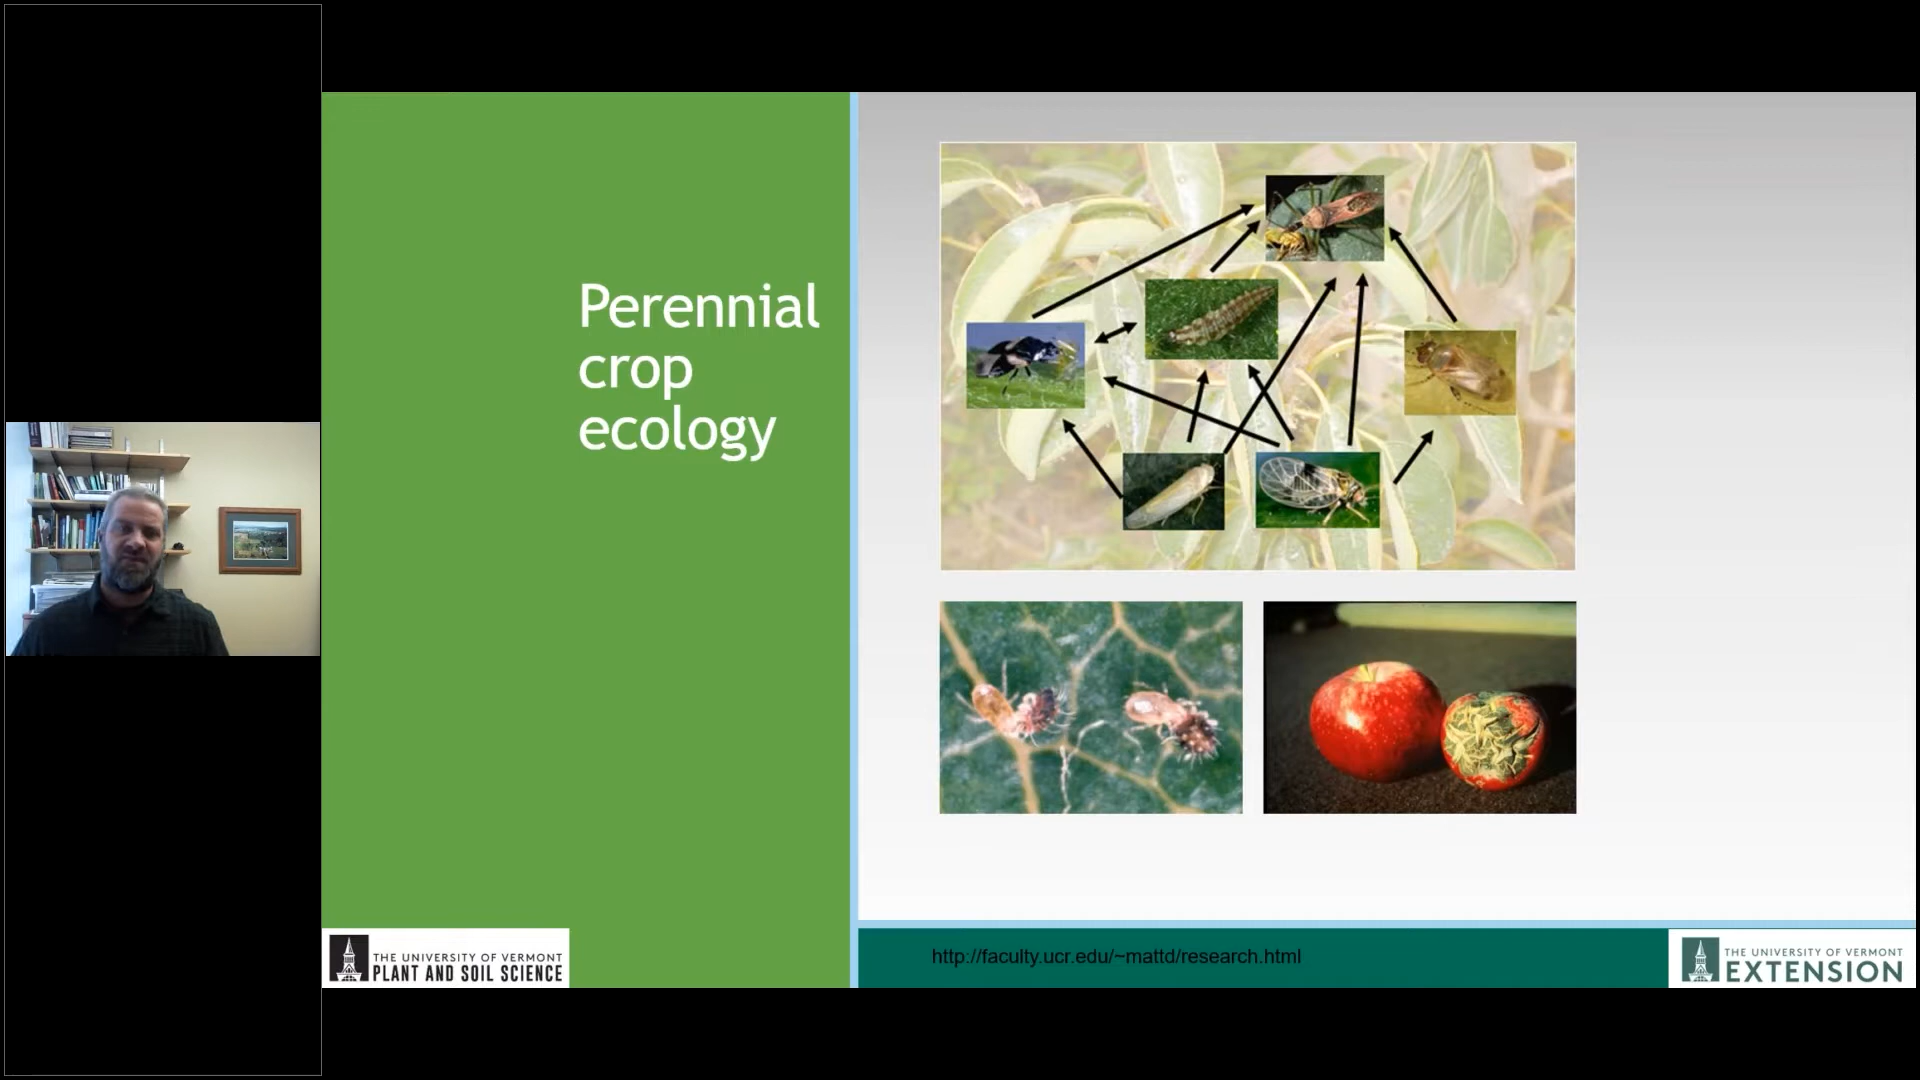 Perennial
crop
ecology
THE UNIVERSITY OF VERMONT
PLANT AND SOIL SCIENCE
http://faculty.ucr.edu/~mattd/research.html
THE UNIVERSITY OF VERMONT
EXTENSION